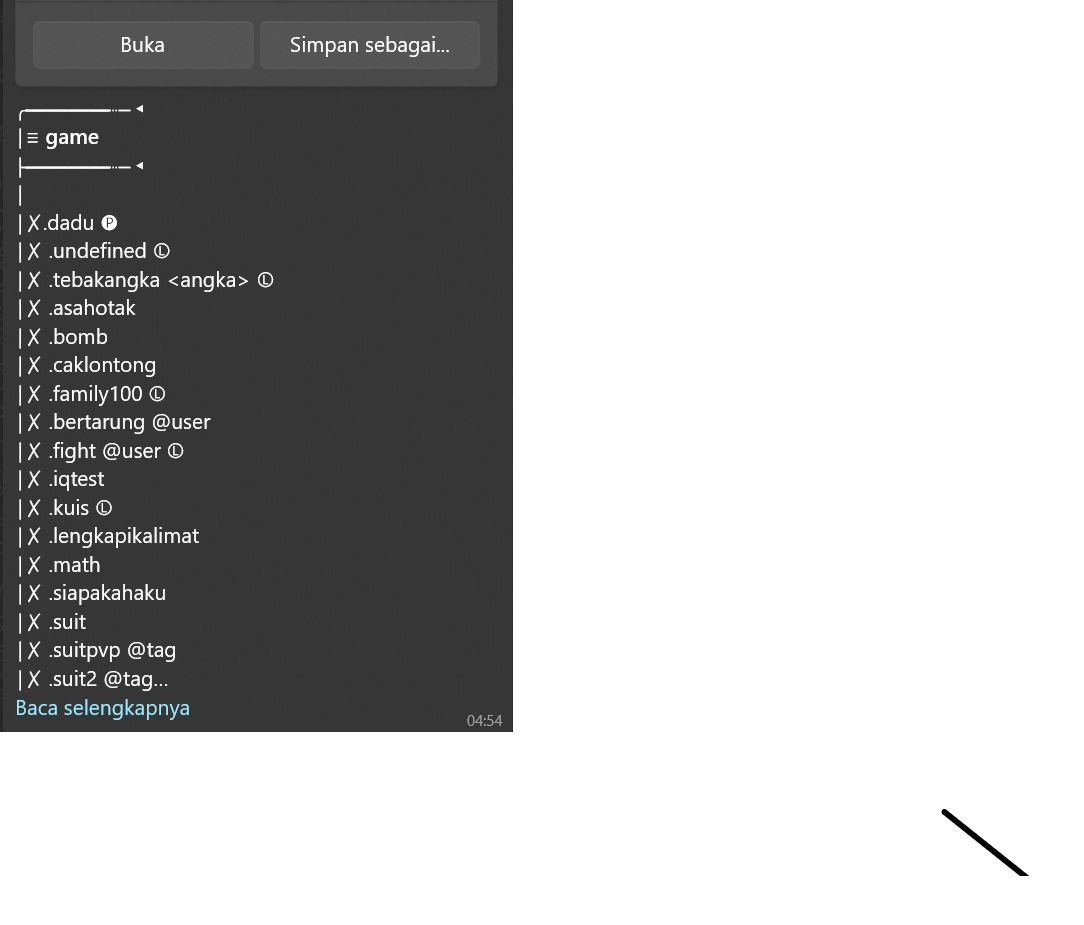 Buka Simpan sebagai...
≡ game
X.dadu 🅟
X .undefined Ⓛ
X .tebakangka <angka> Ⓛ
X .asahotak
X .bomb
X .caklontong
X .family100 Ⓛ
X .bertarung @user
X .fight @user Ⓛ
X .iqtest
X .kuis Ⓛ
X .lengkapikalimat
X .math
X .siapakahaku
X .suit
X .suitpvp @tag
X .suit2 @tag...
Baca selengkapnya
04:54